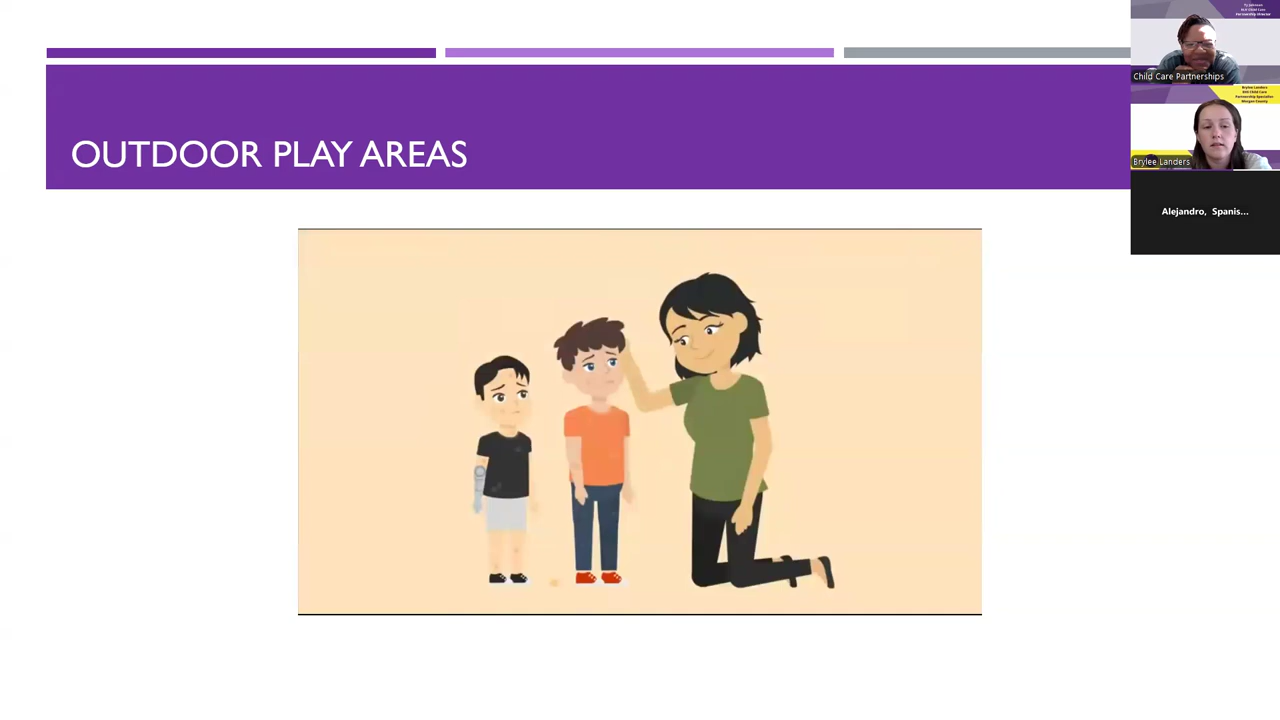 OUTDOOR PLAY AREAS
Child Care Partnerships
Brylee Landers
Alejandro, Spanis...